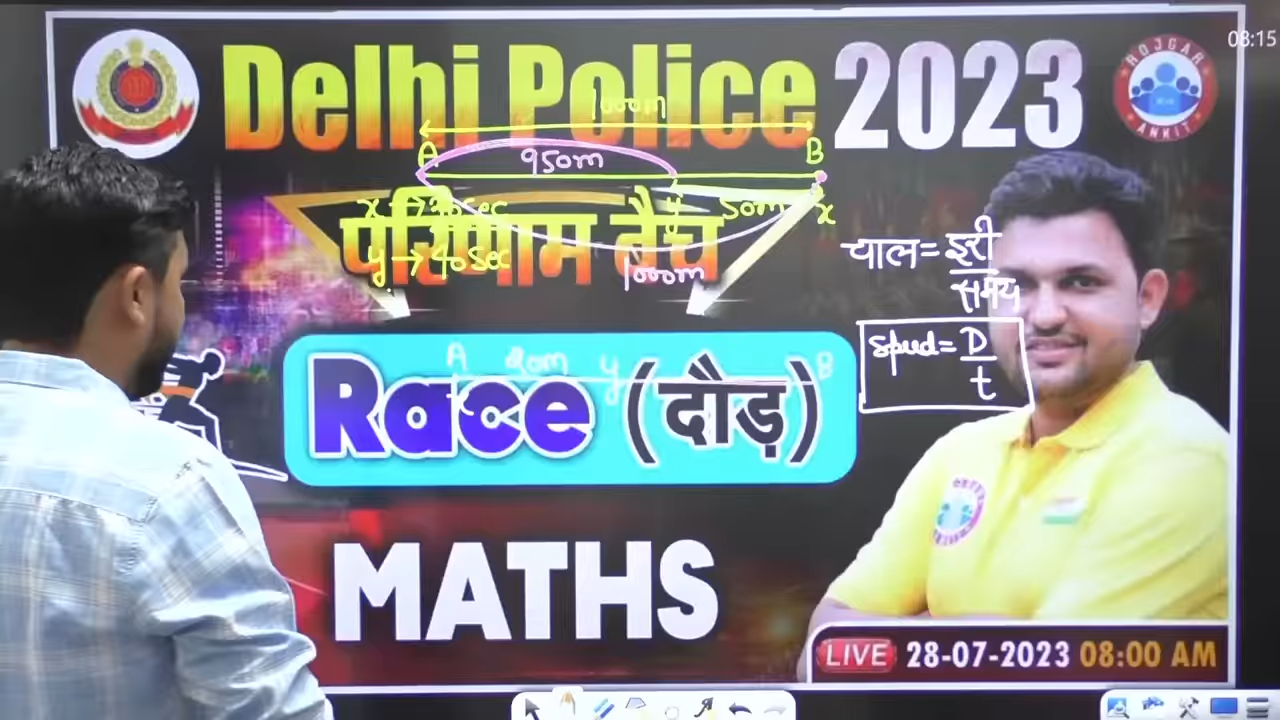 08:15
Delhi Police 2023
ROJGAR
ANKIT
1000m
A 950m B
y 50m x
y → 40sec
1000m
परिणाम बैच
चाल = दूरी
समय
Speed = D
t
A 20m y B
Race (दौड़)
MATHS
LIVE 28-07-2023 08:00 AM